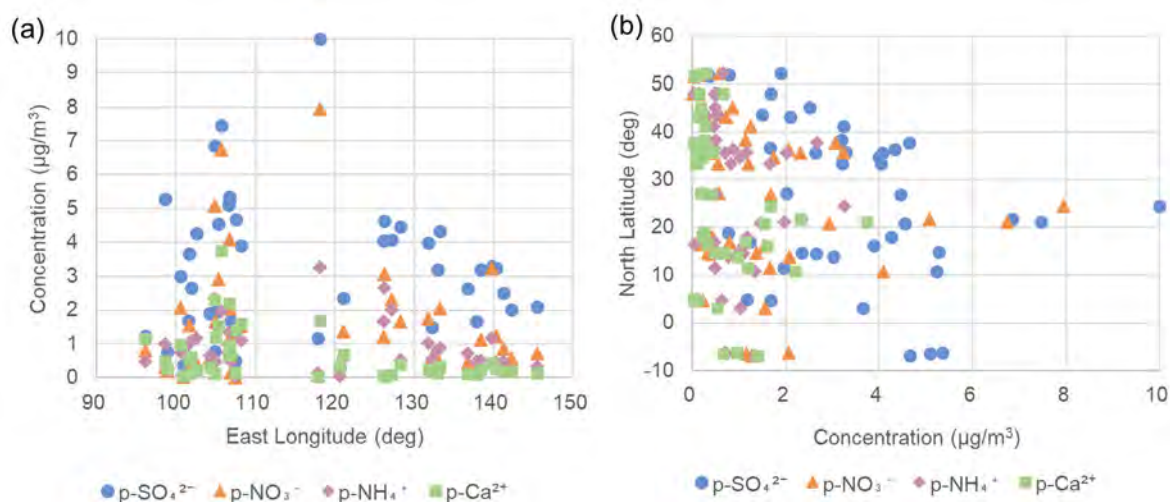 (a)
10
9
8
7
6
5
4
3
2
1
0
Concentration (µg/m³)
90 100 110 120 130 140 150
East Longitude (deg)
p-SO₄²⁻ p-NO₃⁻ p-NH₄⁺ p-Ca²⁺
(b)
60
50
40
30
20
10
0
-10
North Latitude (deg)
0 2 4 6 8 10
Concentration (µg/m³)
p-SO₄²⁻ p-NO₃⁻ p-NH₄⁺ p-Ca²⁺